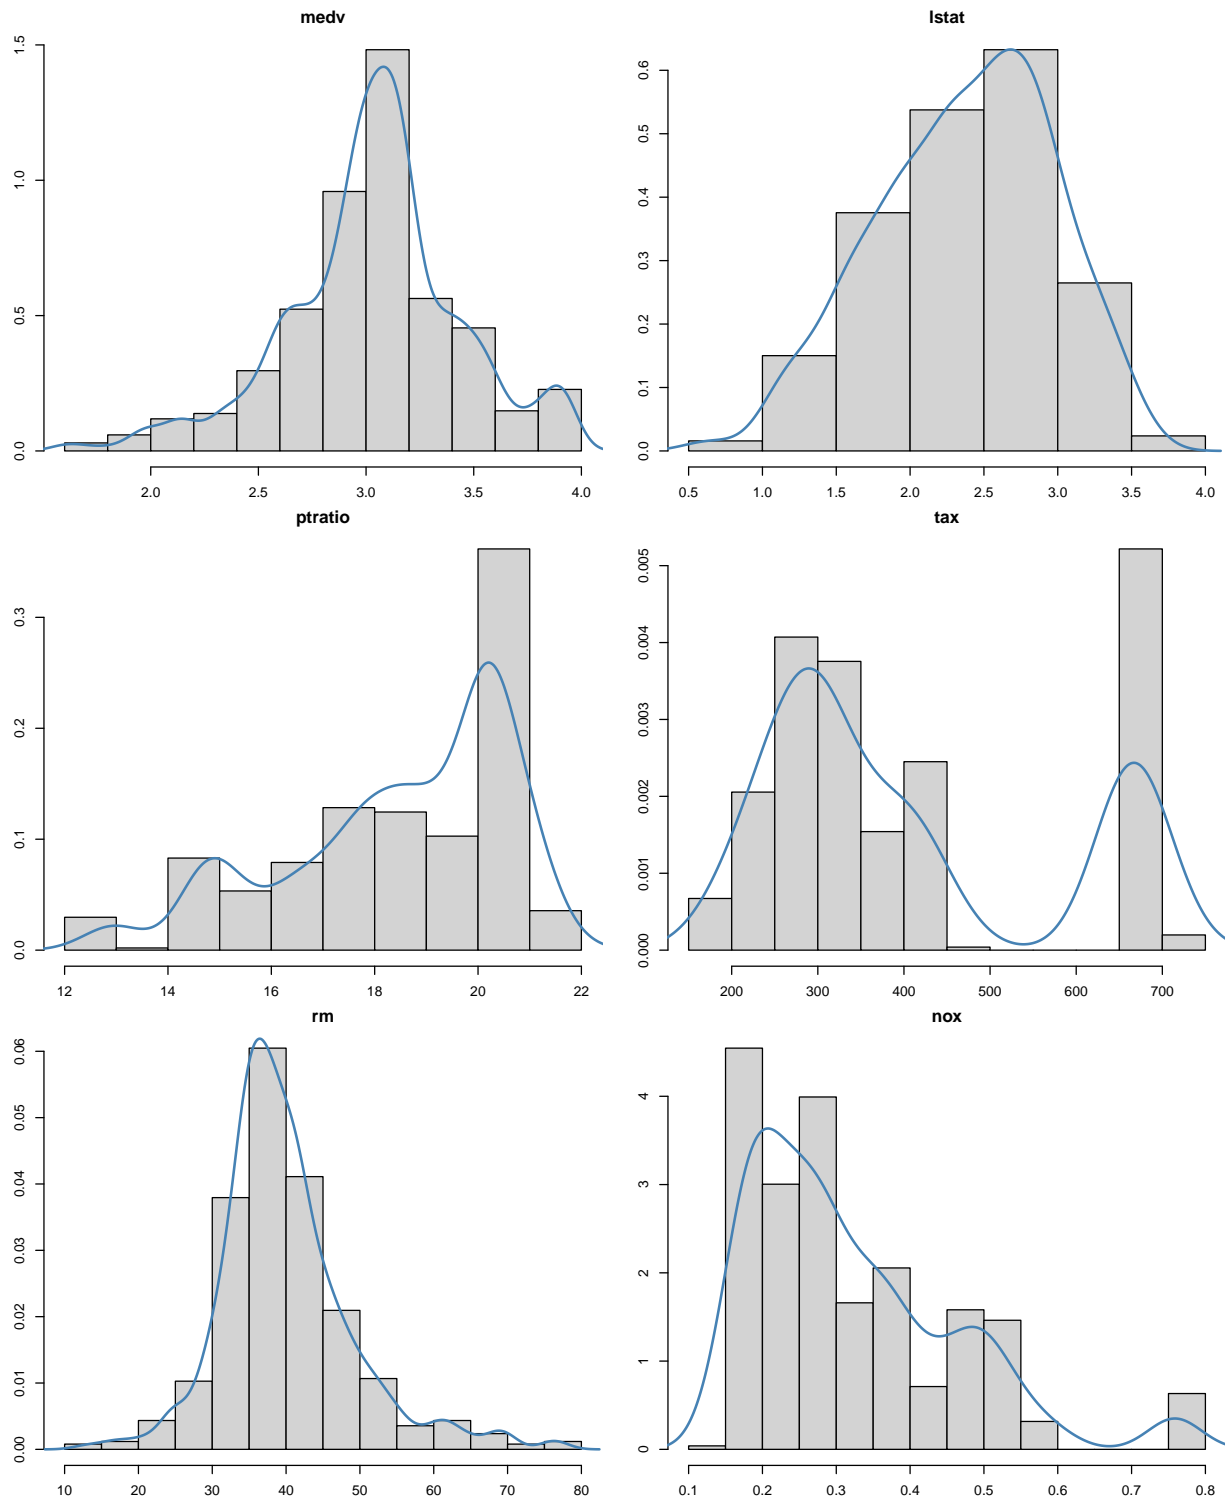 medv
0.0 0.5 1.0 1.5
2.0 2.5 3.0 3.5 4.0
lstat
0.0 0.1 0.2 0.3 0.4 0.5 0.6
0.5 1.0 1.5 2.0 2.5 3.0 3.5 4.0
ptratio
0.0 0.1 0.2 0.3
12 14 16 18 20 22
tax
0.000 0.001 0.002 0.003 0.004 0.005
200 300 400 500 600 700
rm
0.00 0.01 0.02 0.03 0.04 0.05 0.06
10 20 30 40 50 60 70 80
nox
0 1 2 3 4
0.1 0.2 0.3 0.4 0.5 0.6 0.7 0.8